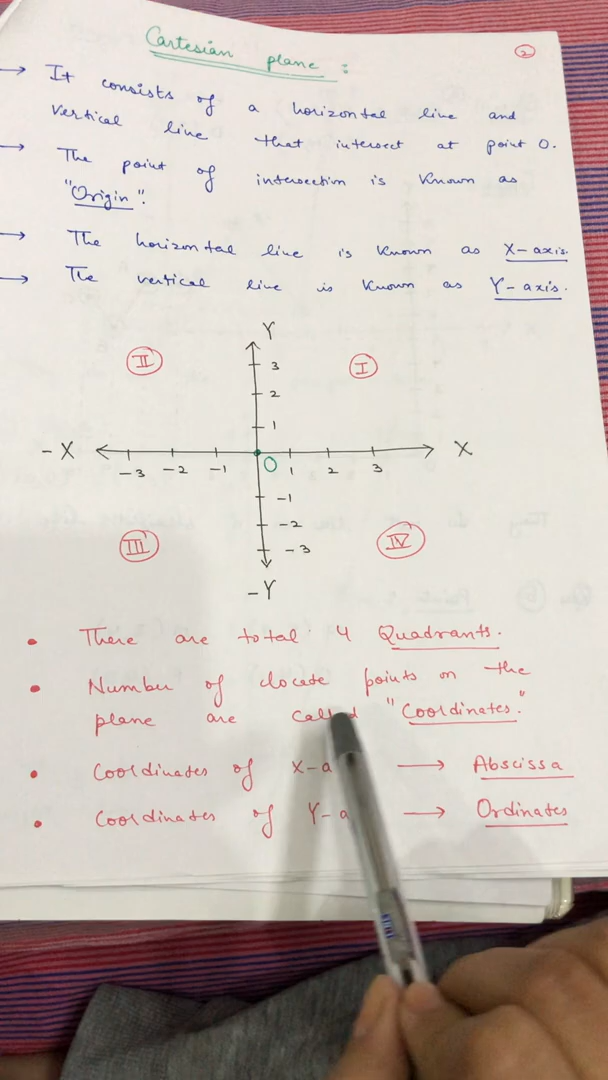 Cartesian plane :
2
→ It consists of a horizontal line and
vertical line that intersect at point O.
→ The point of intersection is known as
"Origin".
→ The horizontal line is known as X-axis.
→ The vertical line is known as Y-axis.
Y
II
I
3
2
1
-X
X
-3 -2 -1 O 1 2 3
-1
-2
-3
III
IV
-Y
• There are total 4 Quadrants.
• Number of locate points on the
plane are called "Coordinates."
• Coordinates of X-a → Abscissa
• Coordinates of Y-a → Ordinates